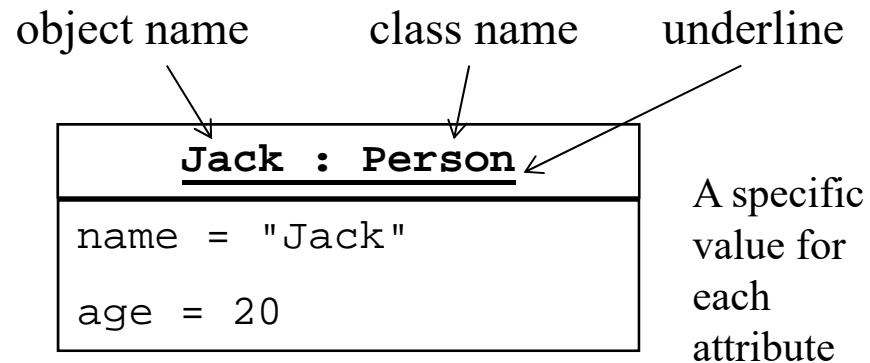 object name class name underline
Jack : Person
name = "Jack"
age = 20
A specific
value for
each
attribute